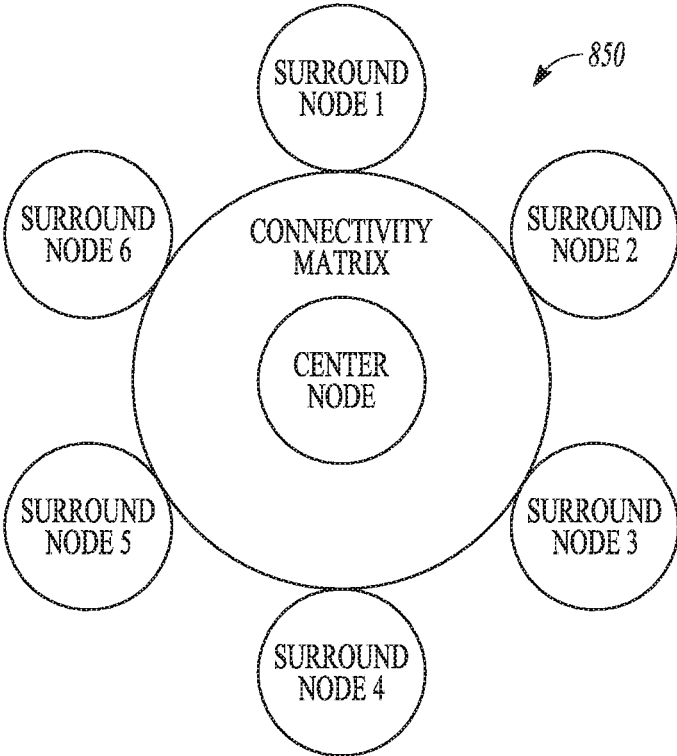 SURROUND
NODE 1
850
SURROUND
NODE 6
CONNECTIVITY
MATRIX
SURROUND
NODE 2
CENTER
NODE
SURROUND
NODE 5
SURROUND
NODE 3
SURROUND
NODE 4